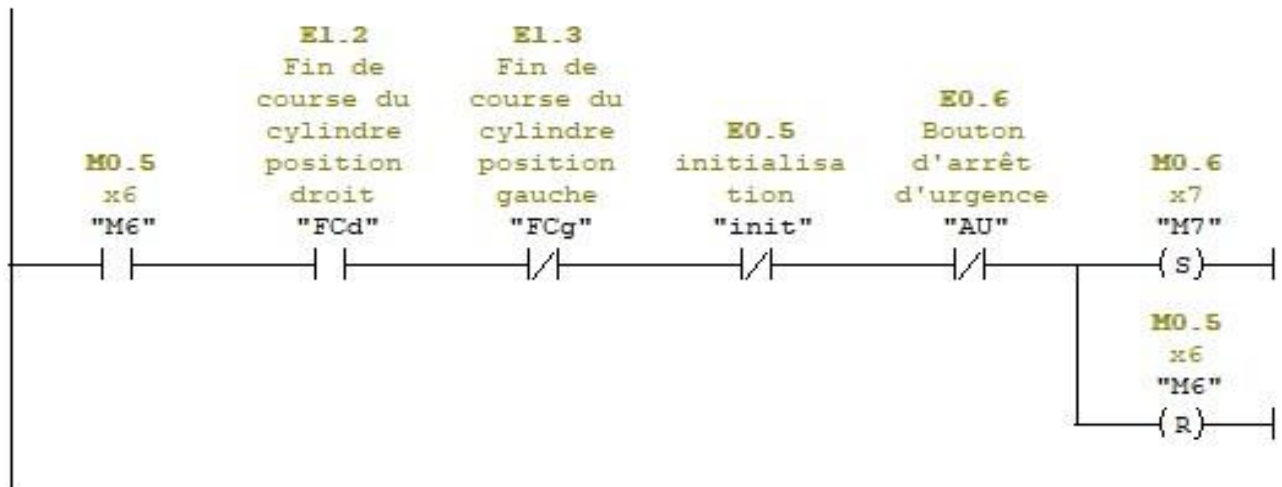 E1.2
Fin de
course du
cylindre
position
droit
"FCd"
E1.3
Fin de
course du
cylindre
position
gauche
"FCg"
E0.6
Bouton
d'arrêt
d'urgence
"AU"
E0.5
initialisa
tion
"init"
M0.5
x6
"M6"
M0.6
x7
"M7"
S
M0.5
x6
"M6"
R